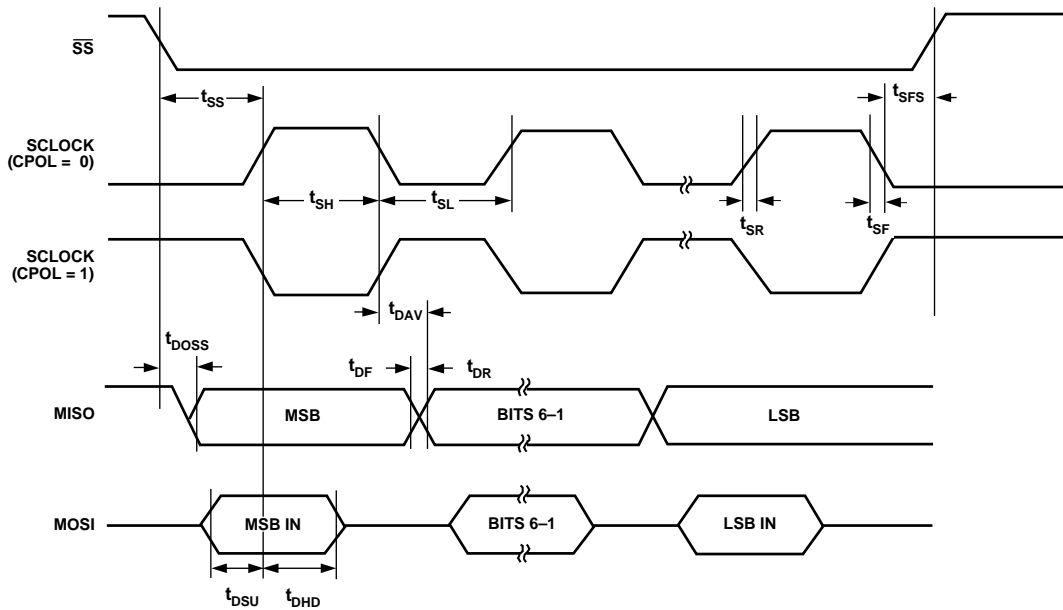 SS
tSS
tSFS
SCLOCK
(CPOL = 0)
tSH
tSL
tSR
tSF
SCLOCK
(CPOL = 1)
tDAV
tDOSS
tDF
tDR
MISO
MSB
BITS 6–1
LSB
MOSI
MSB IN
BITS 6–1
LSB IN
tDSU
tDHD